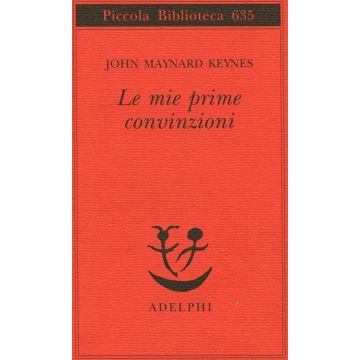 Piccola Biblioteca 635
JOHN MAYNARD KEYNES
Le mie prime
convinzioni
ADELPHI